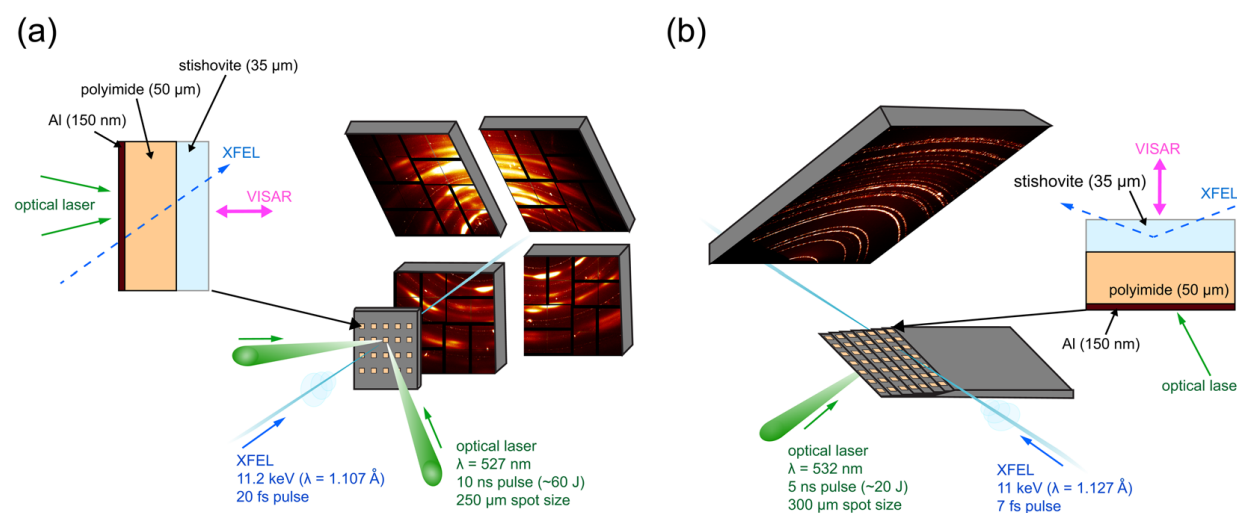 (a)
stishovite (35 µm)
polyimide (50 µm)
Al (150 nm)
XFEL
optical laser
VISAR
XFEL
11.2 keV (λ = 1.107 Å)
20 fs pulse
optical laser
λ = 527 nm
10 ns pulse (~60 J)
250 µm spot size
(b)
VISAR
stishovite (35 µm)
XFEL
polyimide (50 µm)
Al (150 nm)
optical lase
optical laser
λ = 532 nm
5 ns pulse (~20 J)
300 µm spot size
XFEL
11 keV (λ = 1.127 Å)
7 fs pulse